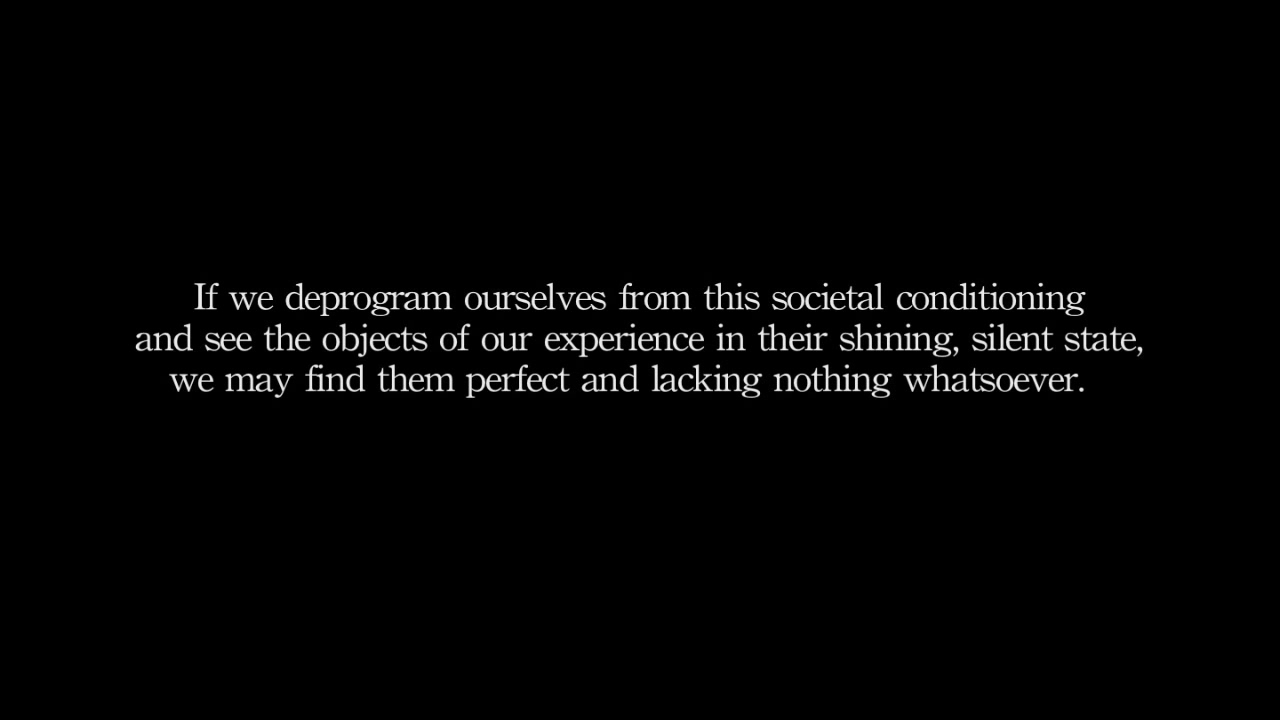 If we deprogram ourselves from this societal conditioning
and see the objects of our experience in their shining, silent state,
we may find them perfect and lacking nothing whatsoever.